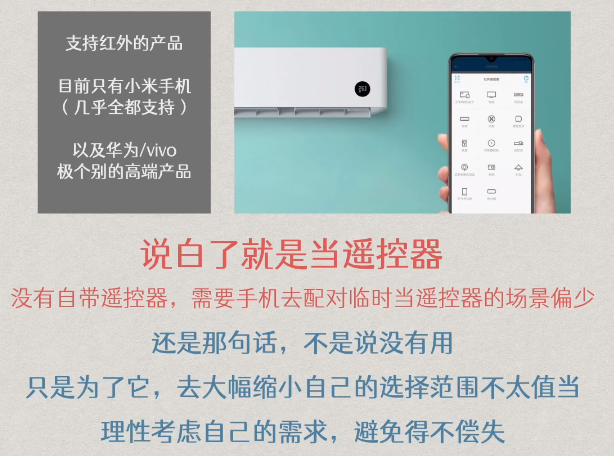 支持红外的产品
目前只有小米手机
（几乎全都支持）
以及华为/vivo
极个别的高端产品
说白了就是当遥控器
没有自带遥控器，需要手机去配对临时当遥控器的场景偏少
还是那句话，不是说没有用
只是为了它，去大幅缩小自己的选择范围不太值当
理性考虑自己的需求，避免得不偿失